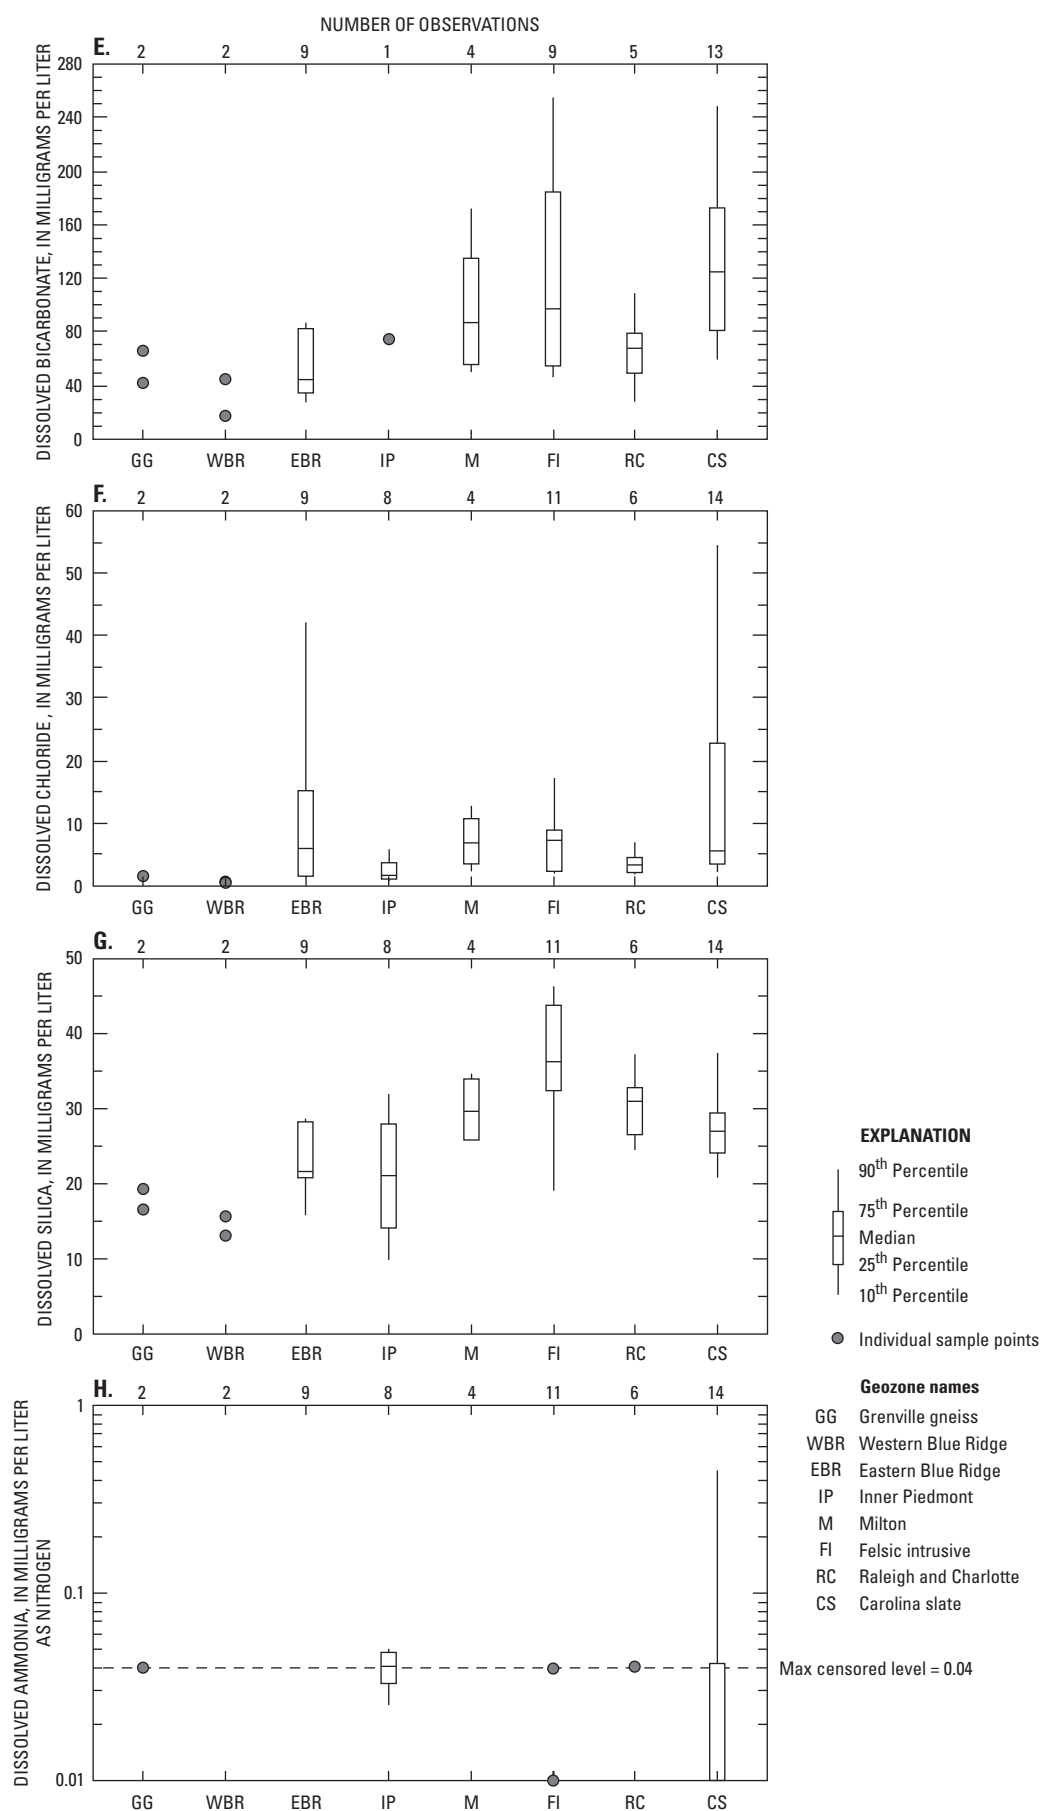 NUMBER OF OBSERVATIONS
E. 2 2 9 1 4 9 5 13
DISSOLVED BICARBONATE, IN MILLIGRAMS PER LITER
280
240
200
160
120
80
40
0
GG WBR EBR IP M FI RC CS
F. 2 2 9 8 4 11 6 14
DISSOLVED CHLORIDE , IN MILLIGRAMS PER LITER
60
50
40
30
20
10
0
GG WBR EBR IP M FI RC CS
G. 2 2 9 8 4 11 6 14
DISSOLVED SILICA, IN MILLIGRAMS PER LITER
50
40
30
20
10
0
GG WBR EBR IP M FI RC CS
H. 2 2 9 8 4 11 6 14
DISSOLVED AMMONIA, IN MILLIGRAMS PER LITER
AS NITROGEN
1
0.1
0.01
GG WBR EBR IP M FI RC CS
Max censored level = 0.04
EXPLANATION
90th Percentile
75th Percentile
Median
25th Percentile
10th Percentile
Individual sample points
Geozone names
GG Grenville gneiss
WBR Western Blue Ridge
EBR Eastern Blue Ridge
IP Inner Piedmont
M Milton
FI Felsic intrusive
RC Raleigh and Charlotte
CS Carolina slate